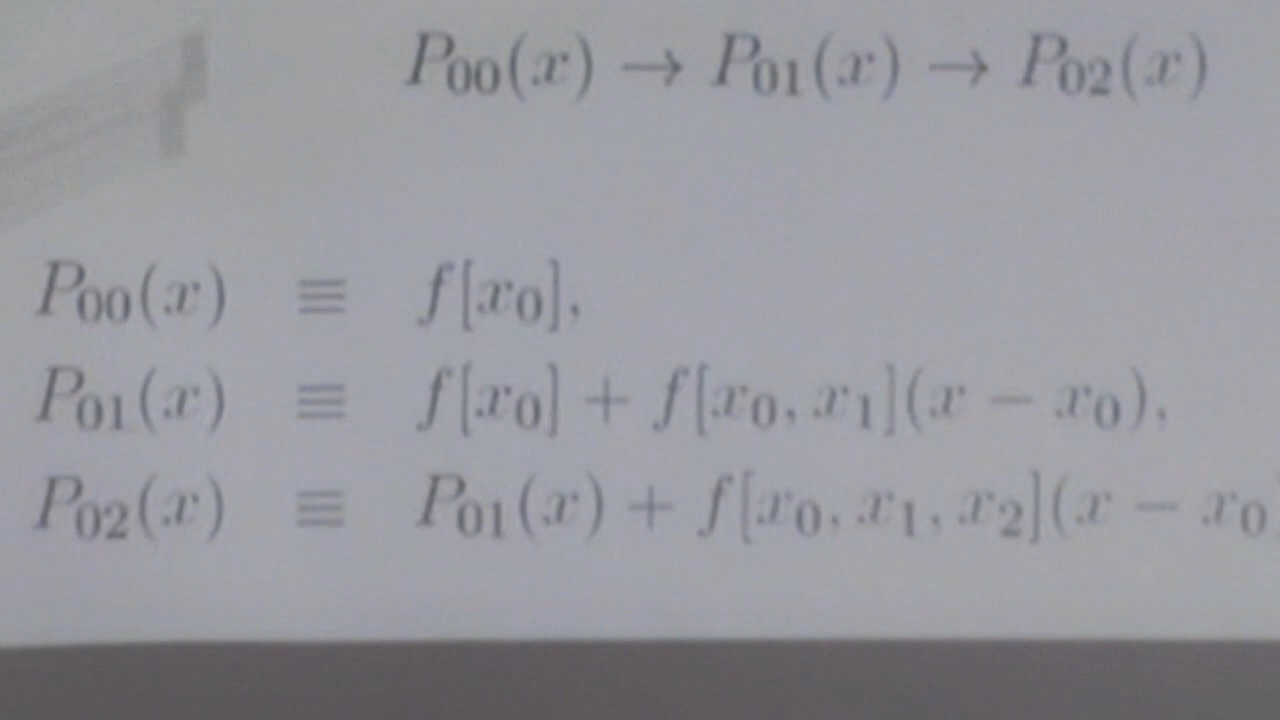 P₀₀(x) → P₀₁(x) → P₀₂(x)
P₀₀(x) ≡ f[x₀],
P₀₁(x) ≡ f[x₀] + f[x₀, x₁](x − x₀),
P₀₂(x) ≡ P₀₁(x) + f[x₀, x₁, x₂](x − x₀)